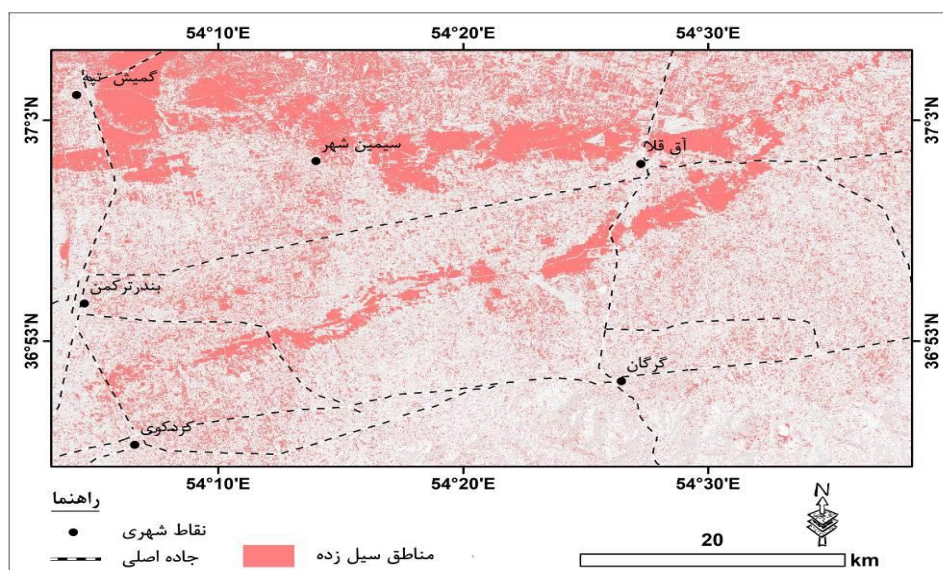 54°10'E 54°20'E 54°30'E
گمیش تپه
37°3'N 37°3'N
سیمین شهر
آق قلا
بندرترکمن
36°53'N 36°53'N
گرگان
کردکوی
54°10'E 54°20'E 54°30'E
راهنما
نقاط شهری
جاده اصلی
مناطق سیل زده
N
20
km